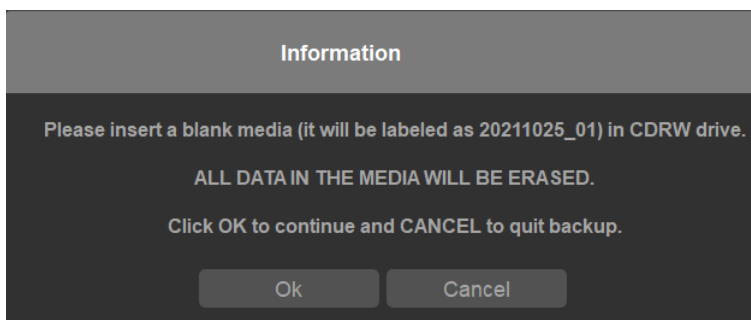 Information
Please insert a blank media (it will be labeled as 20211025_01) in CDRW drive.
ALL DATA IN THE MEDIA WILL BE ERASED.
Click OK to continue and CANCEL to quit backup.
Ok
Cancel